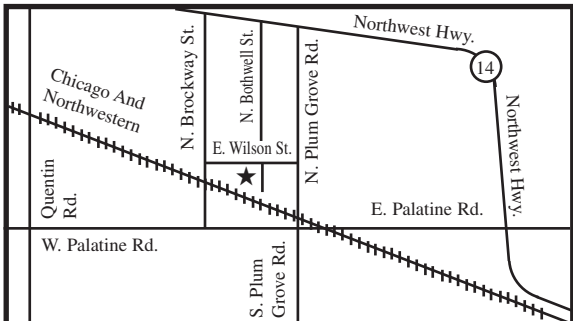 Northwest Hwy.
14
Northwest Hwy.
Chicago And
Northwestern
N. Brockway St.
N. Bothwell St.
N. Plum Grove Rd.
E. Wilson St.
Quentin
Rd.
E. Palatine Rd.
W. Palatine Rd.
S. Plum
Grove Rd.